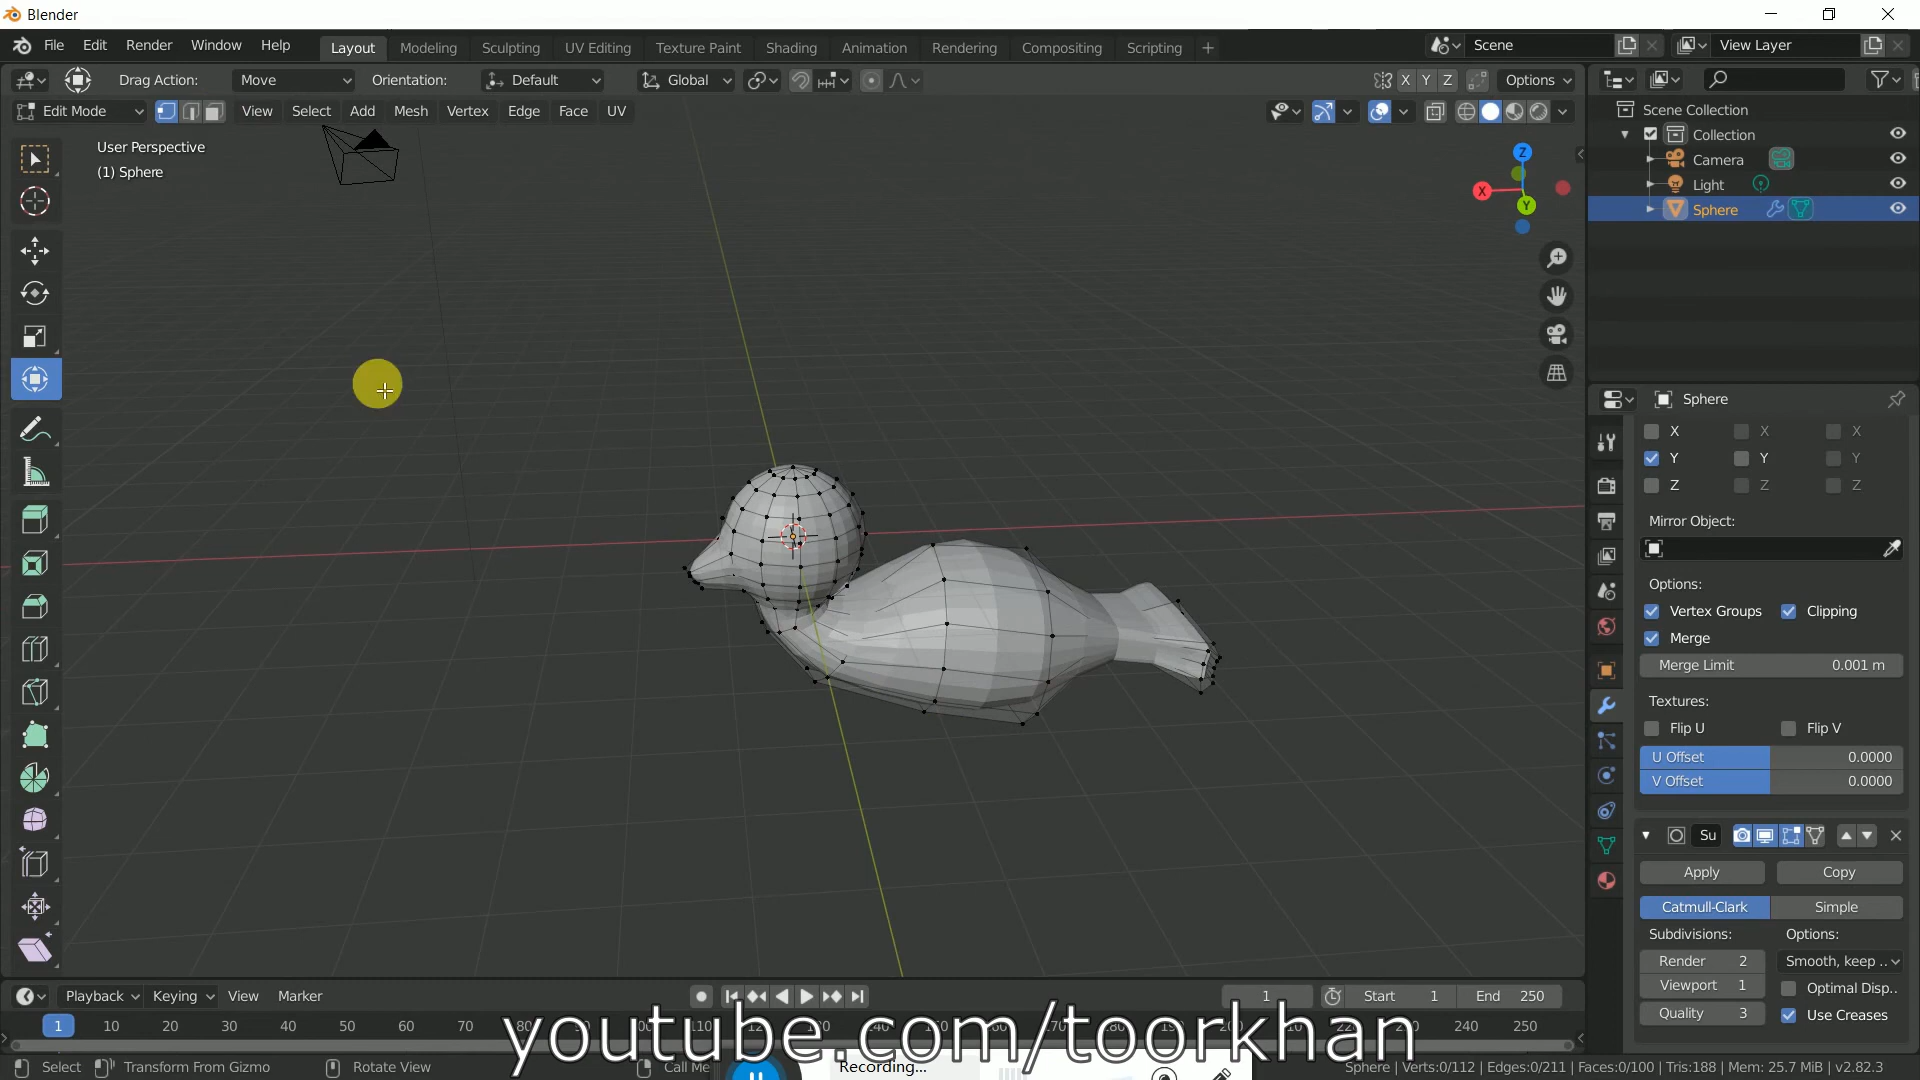 Blender
File Edit Render Window Help Layout Modeling Sculpting UV Editing Texture Paint Shading Animation Rendering Compositing Scripting + Scene View Layer
Drag Action: Move Orientation: Default Global X Y Z Options
Edit Mode View Select Add Mesh Vertex Edge Face UV
User Perspective
(1) Sphere
Z
X
Y
Scene Collection
Collection
Camera
Light
Sphere
Sphere
X X X
Y Y Y
Z Z Z
Mirror Object:
Options:
Vertex Groups Clipping
Merge
Merge Limit 0.001 m
Textures:
Flip U Flip V
U Offset 0.0000
V Offset 0.0000
Su
Apply Copy
Catmull-Clark Simple
Subdivisions: Options:
Render 2 Smooth, keep ..
Viewport 1 Optimal Disp..
Quality 3 Use Creases
Playback Keying View Marker 1 Start 1 End 250
1 10 20 30 40 50 60 70 240 250
youtube.com/toorkhan
Select Transform From Gizmo Rotate View Call Me
Recording...
Sphere | Verts:0/112 | Edges:0/211 | Faces:0/100 | Tris:188 | Mem: 25.7 MiB | v2.82.3